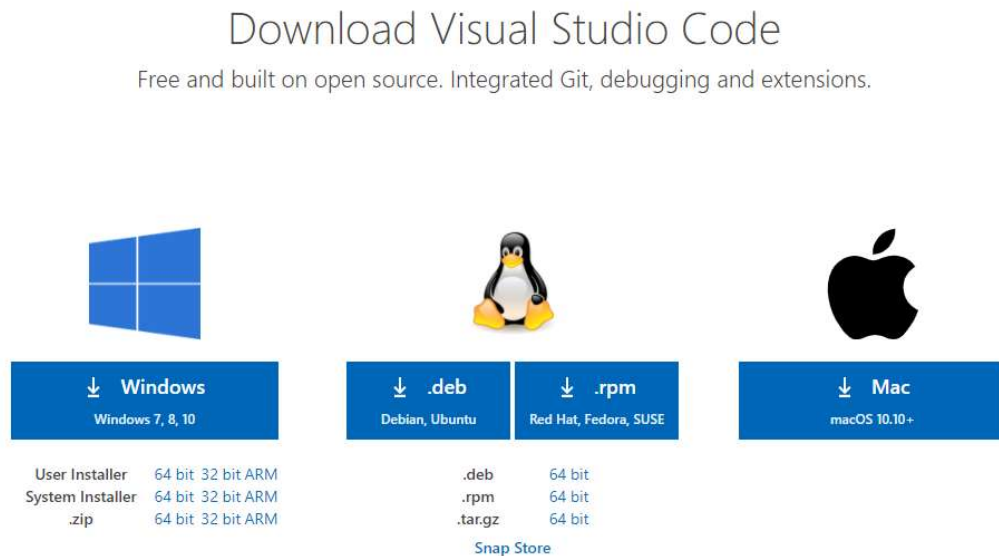 Download Visual Studio Code
Free and built on open source. Integrated Git, debugging and extensions.
Windows
Windows 7, 8, 10
.deb
Debian, Ubuntu
.rpm
Red Hat, Fedora, SUSE
Mac
macOS 10.10+
User Installer 64 bit 32 bit ARM
System Installer 64 bit 32 bit ARM
.zip 64 bit 32 bit ARM
.deb 64 bit
.rpm 64 bit
.tar.gz 64 bit
Snap Store